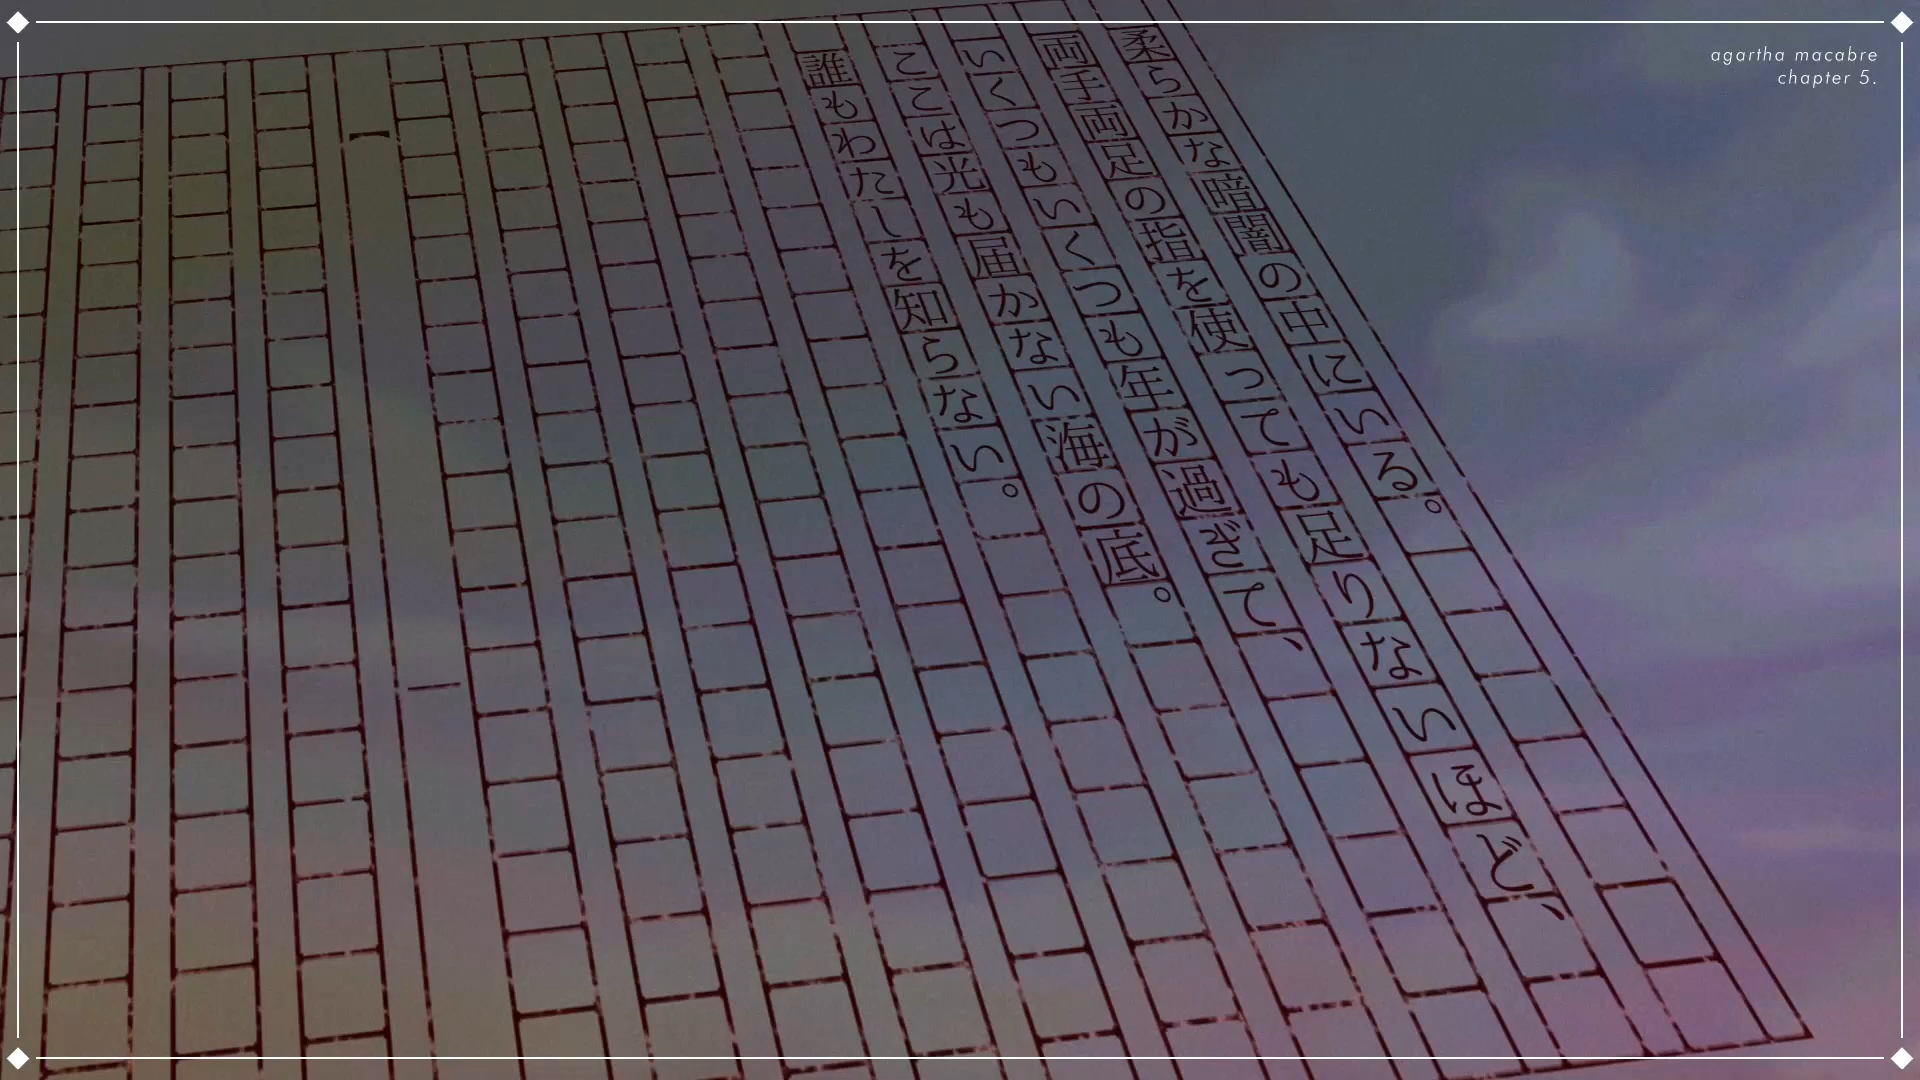 agartha macabre
chapter 5.
柔らかな暗闇の中にいる。
両手両足の指を使っても足りないほど、
いくつもいくつも年が過ぎて、
ここは光も届かない海の底。
誰もわたしを知らない。